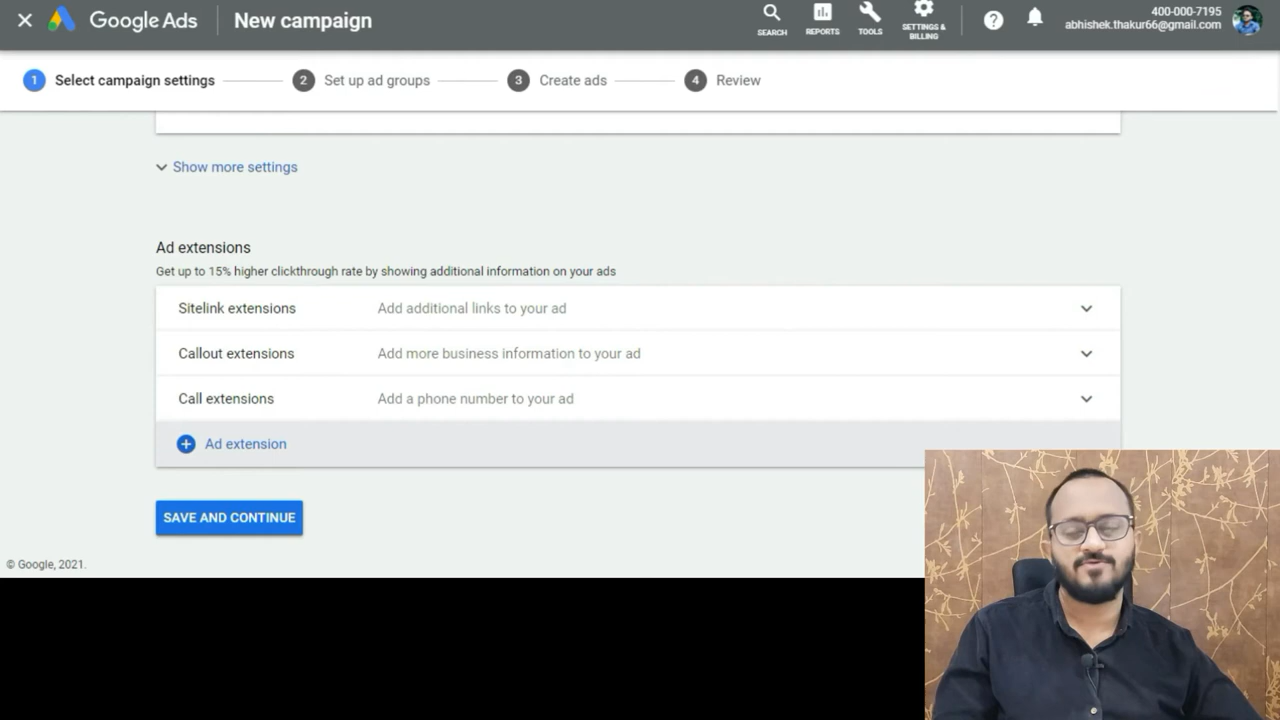 Google Ads
New campaign
SEARCH
REPORTS
TOOLS
SETTINGS &
BILLING
400-000-7195
abhishek.thakur66@gmail.com
1 Select campaign settings
2 Set up ad groups
3 Create ads
4 Review
Show more settings
Ad extensions
Get up to 15% higher clickthrough rate by showing additional information on your ads
Sitelink extensions Add additional links to your ad
Callout extensions Add more business information to your ad
Call extensions Add a phone number to your ad
Ad extension
SAVE AND CONTINUE
© Google, 2021.